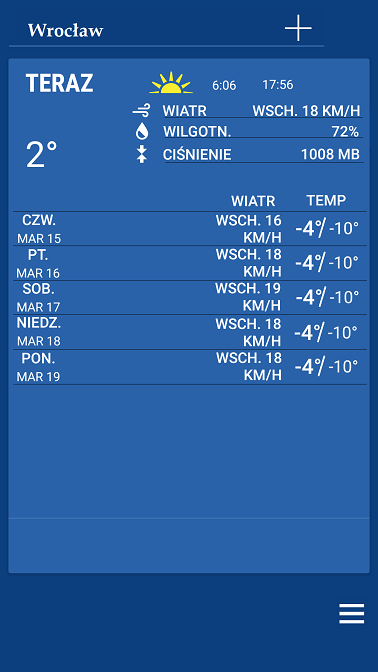 Wrocław
TERAZ 6:06 17:56
WIATR WSCH. 18 KM/H
WILGOTN. 72%
2°
CIŚNIENIE 1008 MB
WIATR TEMP
CZW. WSCH. 16 -4°/-10°
MAR 15 KM/H
PT. WSCH. 18 -4°/-10°
MAR 16 KM/H
SOB. WSCH. 19 -4°/-10°
MAR 17 KM/H
NIEDZ. WSCH. 18 -4°/-10°
MAR 18 KM/H
PON. WSCH. 18 -4°/-10°
MAR 19 KM/H